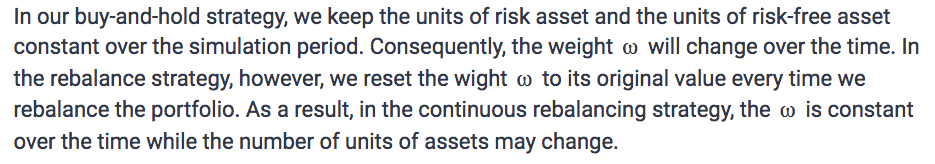 In our buy-and-hold strategy, we keep the units of risk asset and the units of risk-free asset
constant over the simulation period. Consequently, the weight ω will change over the time. In
the rebalance strategy, however, we reset the wight ω to its original value every time we
rebalance the portfolio. As a result, in the continuous rebalancing strategy, the ω is constant
over the time while the number of units of assets may change.